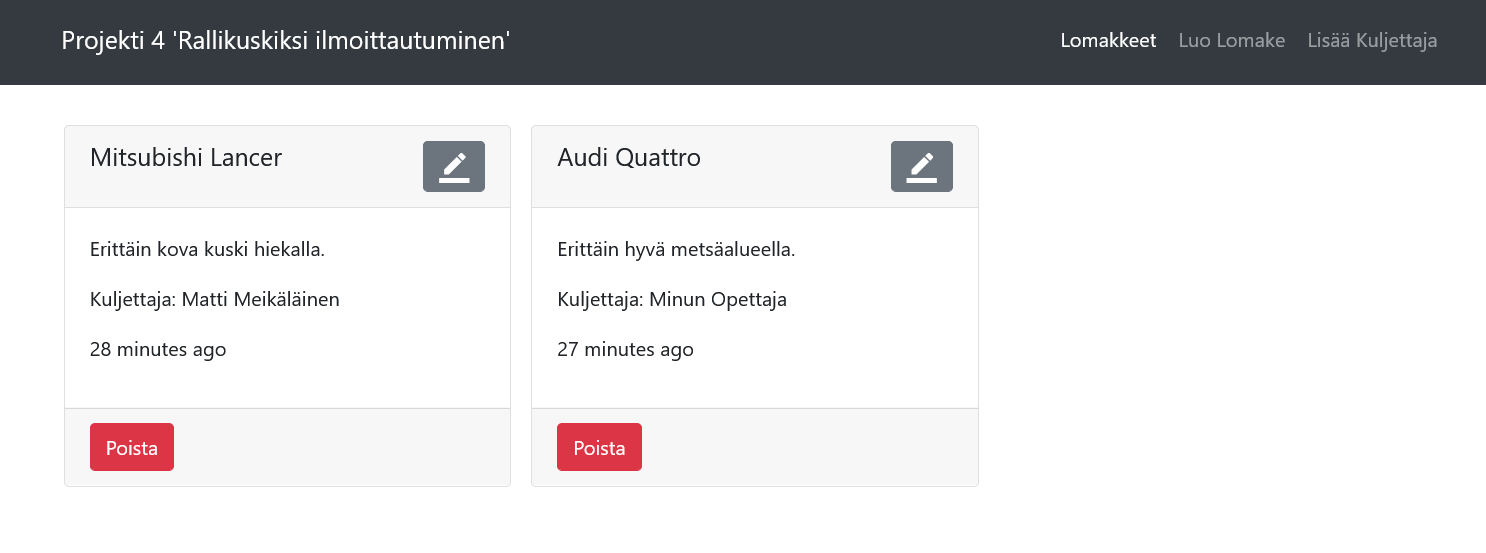 Projekti 4 'Rallikuskiksi ilmoittautuminen'
Lomakkeet Luo Lomake Lisää Kuljettaja
Mitsubishi Lancer
Erittäin kova kuski hiekalla.
Kuljettaja: Matti Meikäläinen
28 minutes ago
Poista
Audi Quattro
Erittäin hyvä metsäalueella.
Kuljettaja: Minun Opettaja
27 minutes ago
Poista